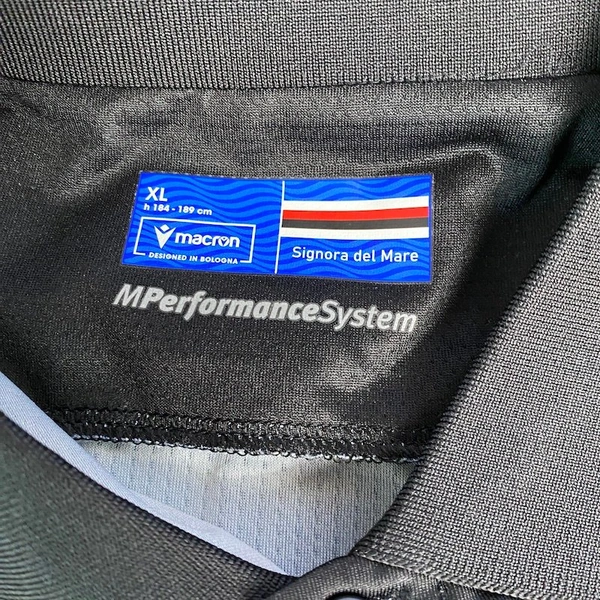 XL
h 184 - 189 cm
macron
DESIGNED IN BOLOGNA
Signora del Mare
MPerformanceSystem